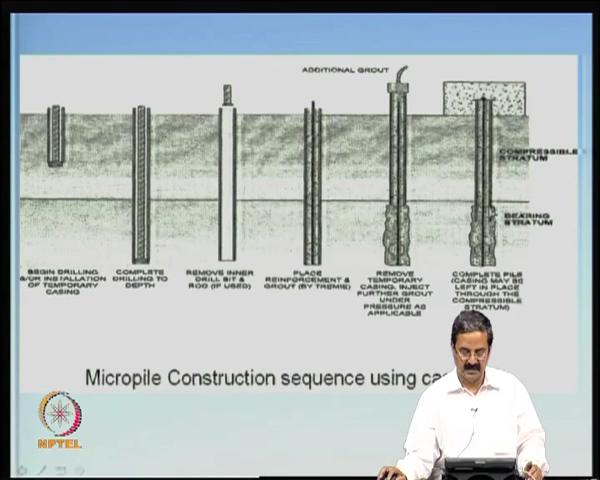 ADDITIONAL GROUT
COMPRESSIBLE
STRATUM
BEARING
STRATUM
BEGIN DRILLING
&/OR INSTALLATION
OF TEMPORARY
CASING
COMPLETE
DRILLING TO
DEPTH
REMOVE INNER
DRILL BIT &
ROD (IF USED)
PLACE
REINFORCEMENT &
GROUT (BY TREMIE)
REMOVE
TEMPORARY
CASING, INJECT
FURTHER GROUT
UNDER
PRESSURE AS
APPLICABLE
COMPLETE PILE
(CASING MAY BE
LEFT IN PLACE
THROUGH THE
COMPRESSIBLE
STRATUM)
Micropile Construction sequence using
NPTEL